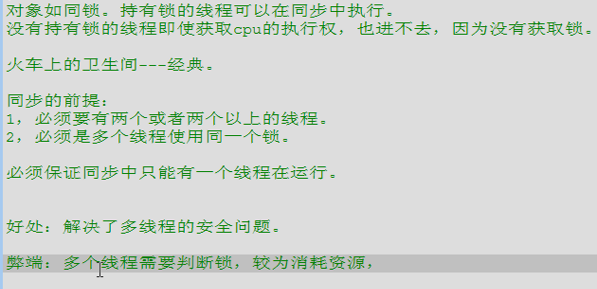 对象如同锁。持有锁的线程可以在同步中执行。
没有持有锁的线程即使获取cpu的执行权，也进不去，因为没有获取锁。
火车上的卫生间---经典。
同步的前提：
1，必须要有两个或者两个以上的线程。
2，必须是多个线程使用同一个锁。
必须保证同步中只能有一个线程在运行。
好处：解决了多线程的安全问题。
弊端：多个线程需要判断锁，较为消耗资源，